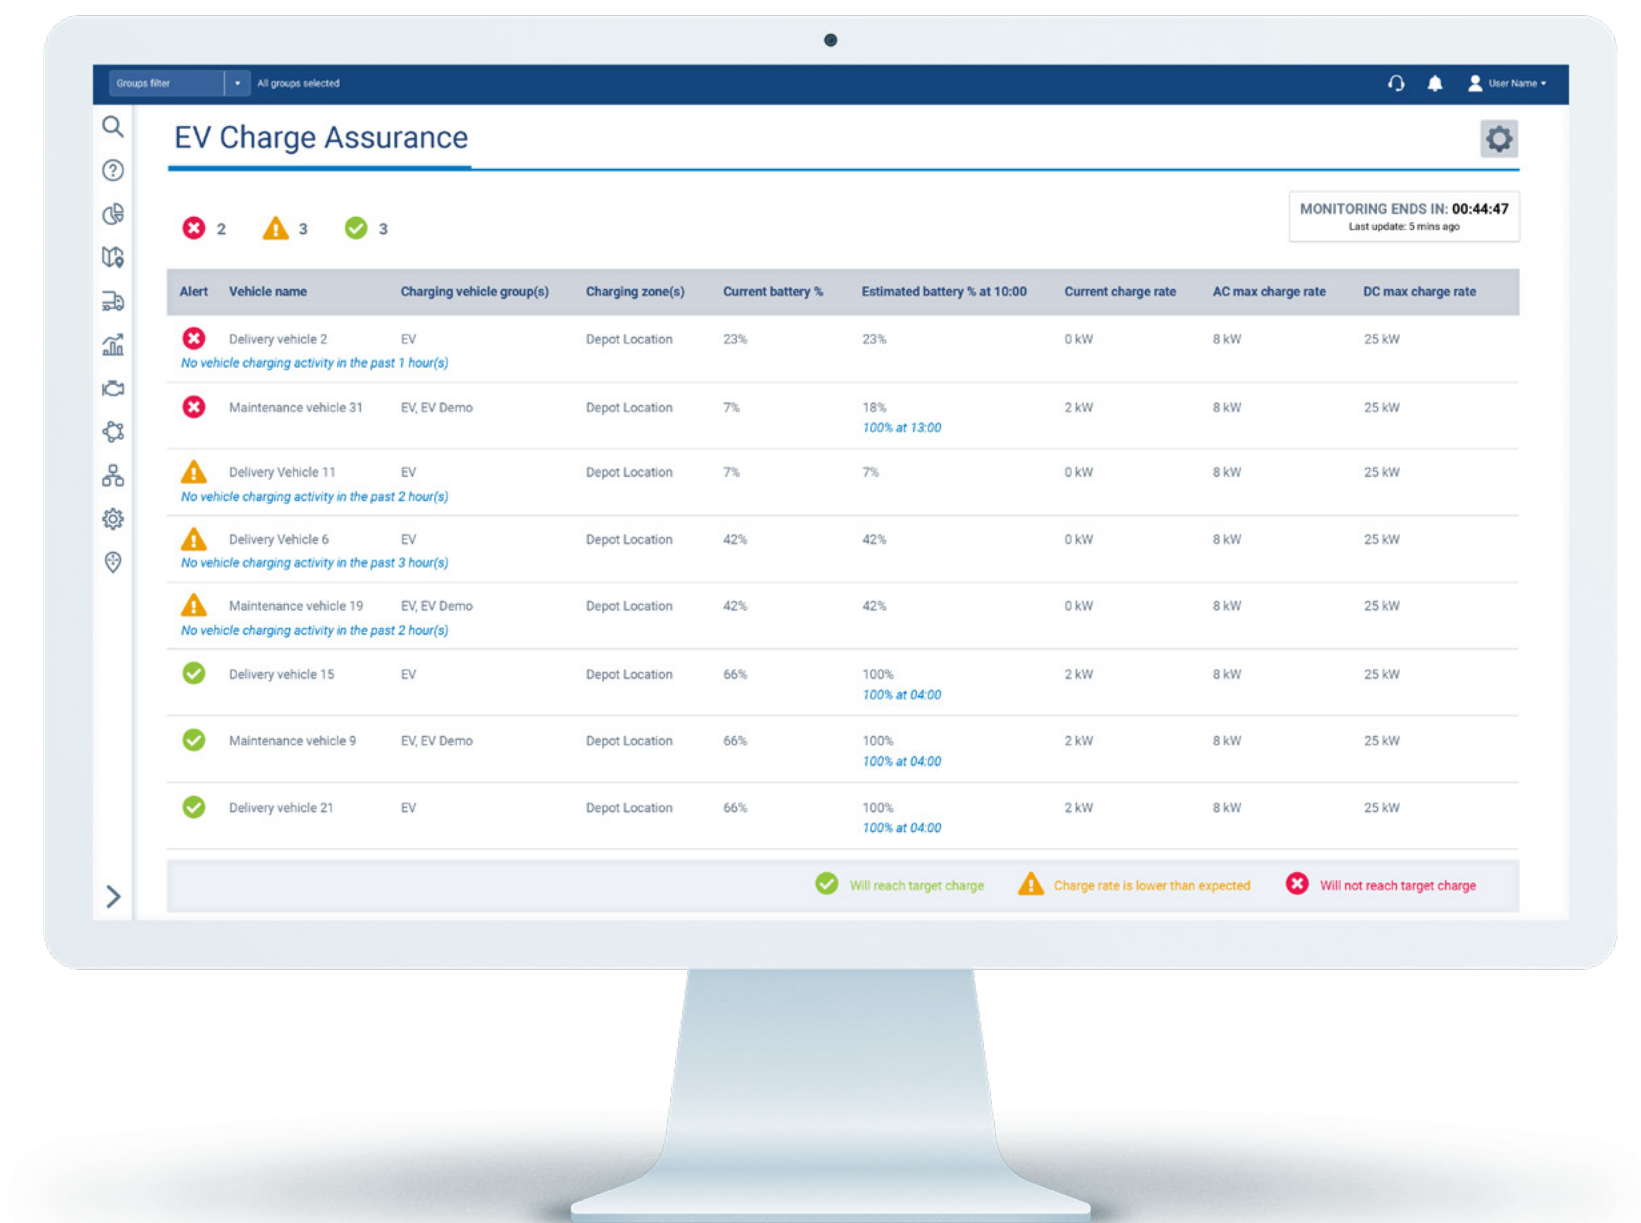 Groups filter All groups selected User Name
EV Charge Assurance
MONITORING ENDS IN: 00:44:47
Last update: 5 mins ago
2 3 3
Alert Vehicle name Charging vehicle group(s) Charging zone(s) Current battery % Estimated battery % at 10:00 Current charge rate AC max charge rate DC max charge rate
Delivery vehicle 2 EV Depot Location 23% 23% 0 kW 8 kW 25 kW
No vehicle charging activity in the past 1 hour(s)
Maintenance vehicle 31 EV, EV Demo Depot Location 7% 18% 2 kW 8 kW 25 kW
100% at 13:00
Delivery Vehicle 11 EV Depot Location 7% 7% 0 kW 8 kW 25 kW
No vehicle charging activity in the past 2 hour(s)
Delivery Vehicle 6 EV Depot Location 42% 42% 0 kW 8 kW 25 kW
No vehicle charging activity in the past 3 hour(s)
Maintenance vehicle 19 EV, EV Demo Depot Location 42% 42% 0 kW 8 kW 25 kW
No vehicle charging activity in the past 2 hour(s)
Delivery vehicle 15 EV Depot Location 66% 100% 2 kW 8 kW 25 kW
100% at 04:00
Maintenance vehicle 9 EV, EV Demo Depot Location 66% 100% 2 kW 8 kW 25 kW
100% at 04:00
Delivery vehicle 21 EV Depot Location 66% 100% 2 kW 8 kW 25 kW
100% at 04:00
Will reach target charge Charge rate is lower than expected Will not reach target charge